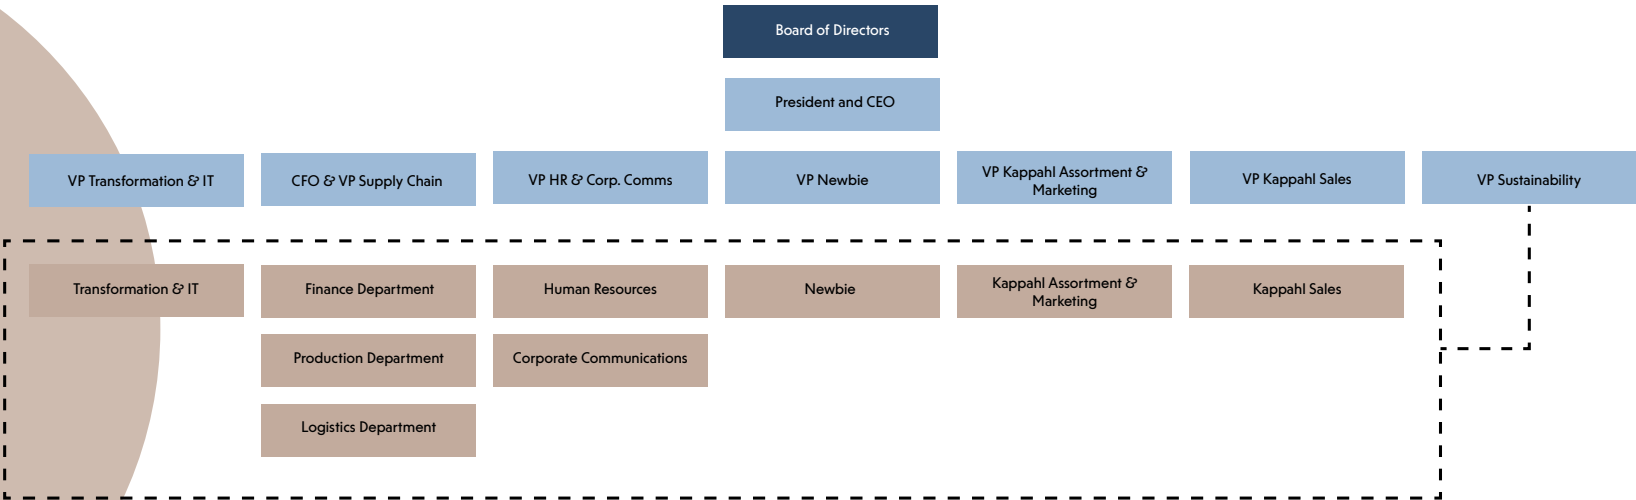 Board of Directors
President and CEO
VP Transformation & IT
CFO & VP Supply Chain
VP HR & Corp. Comms
VP Newbie
VP Kappahl Assortment &
Marketing
VP Kappahl Sales
VP Sustainability
Transformation & IT
Finance Department
Human Resources
Newbie
Kappahl Assortment &
Marketing
Kappahl Sales
Production Department
Corporate Communications
Logistics Department